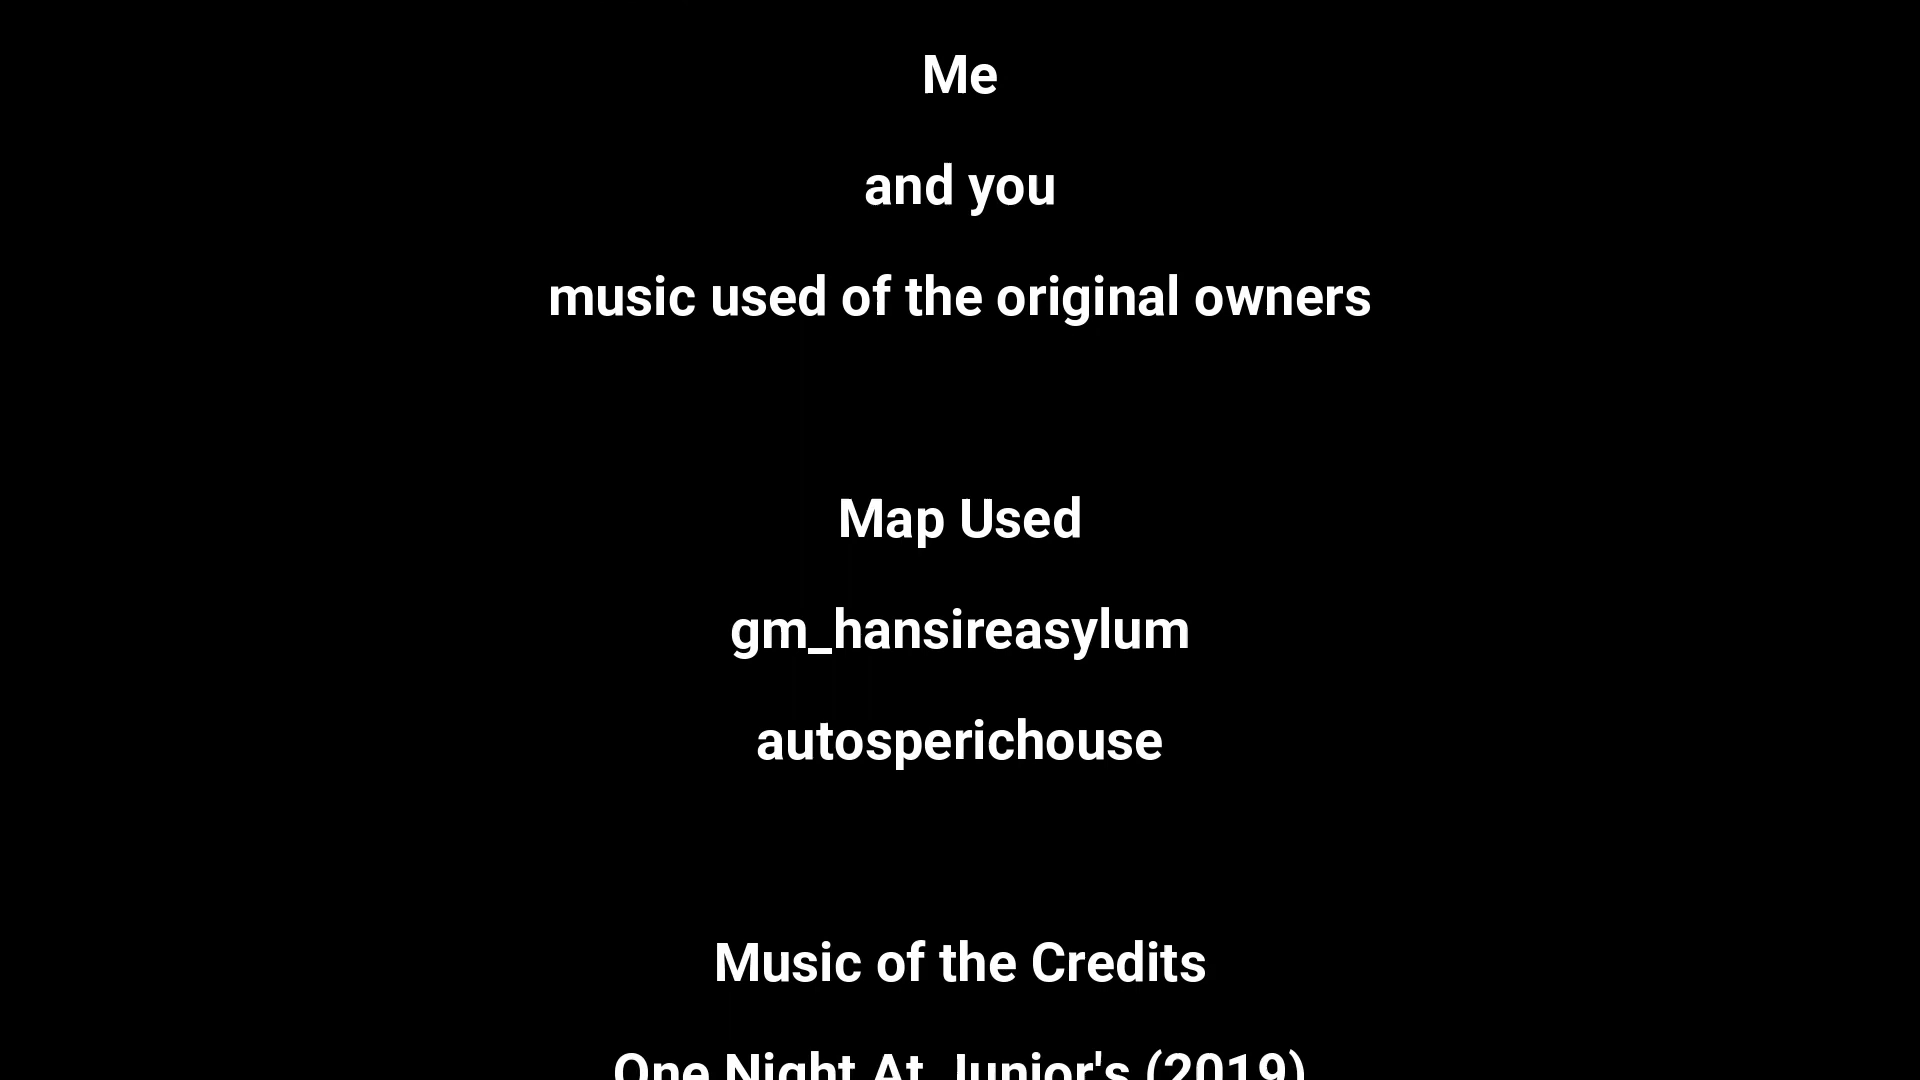 Me
and you
music used of the original owners
Map Used
gm_hansireasylum
autosperichouse
Music of the Credits
One Night At Junior's (2019)